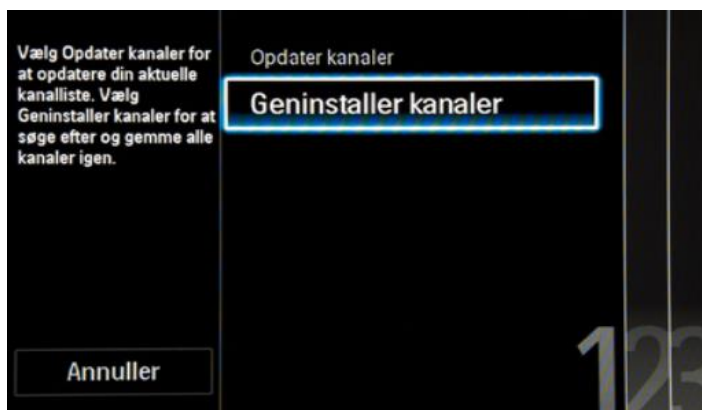 Vælg Opdater kanaler for
at opdatere din aktuelle
kanalliste. Vælg
Geninstaller kanaler for at
søge efter og gemme alle
kanaler igen.
Opdater kanaler
Geninstaller kanaler
Annuller
123